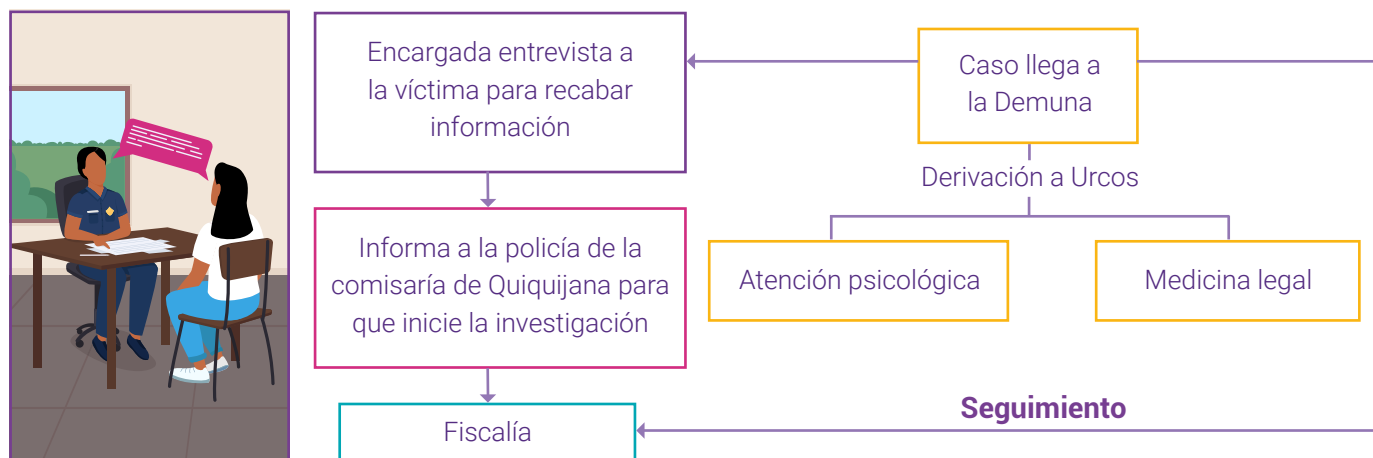 Encargada entrevista a
la víctima para recabar
información
Caso llega a
la Demuna
Derivación a Urcos
Informa a la policía de la
comisaría de Quiquijana para
que inicie la investigación
Atención psicológica
Medicina legal
Seguimiento
Fiscalía